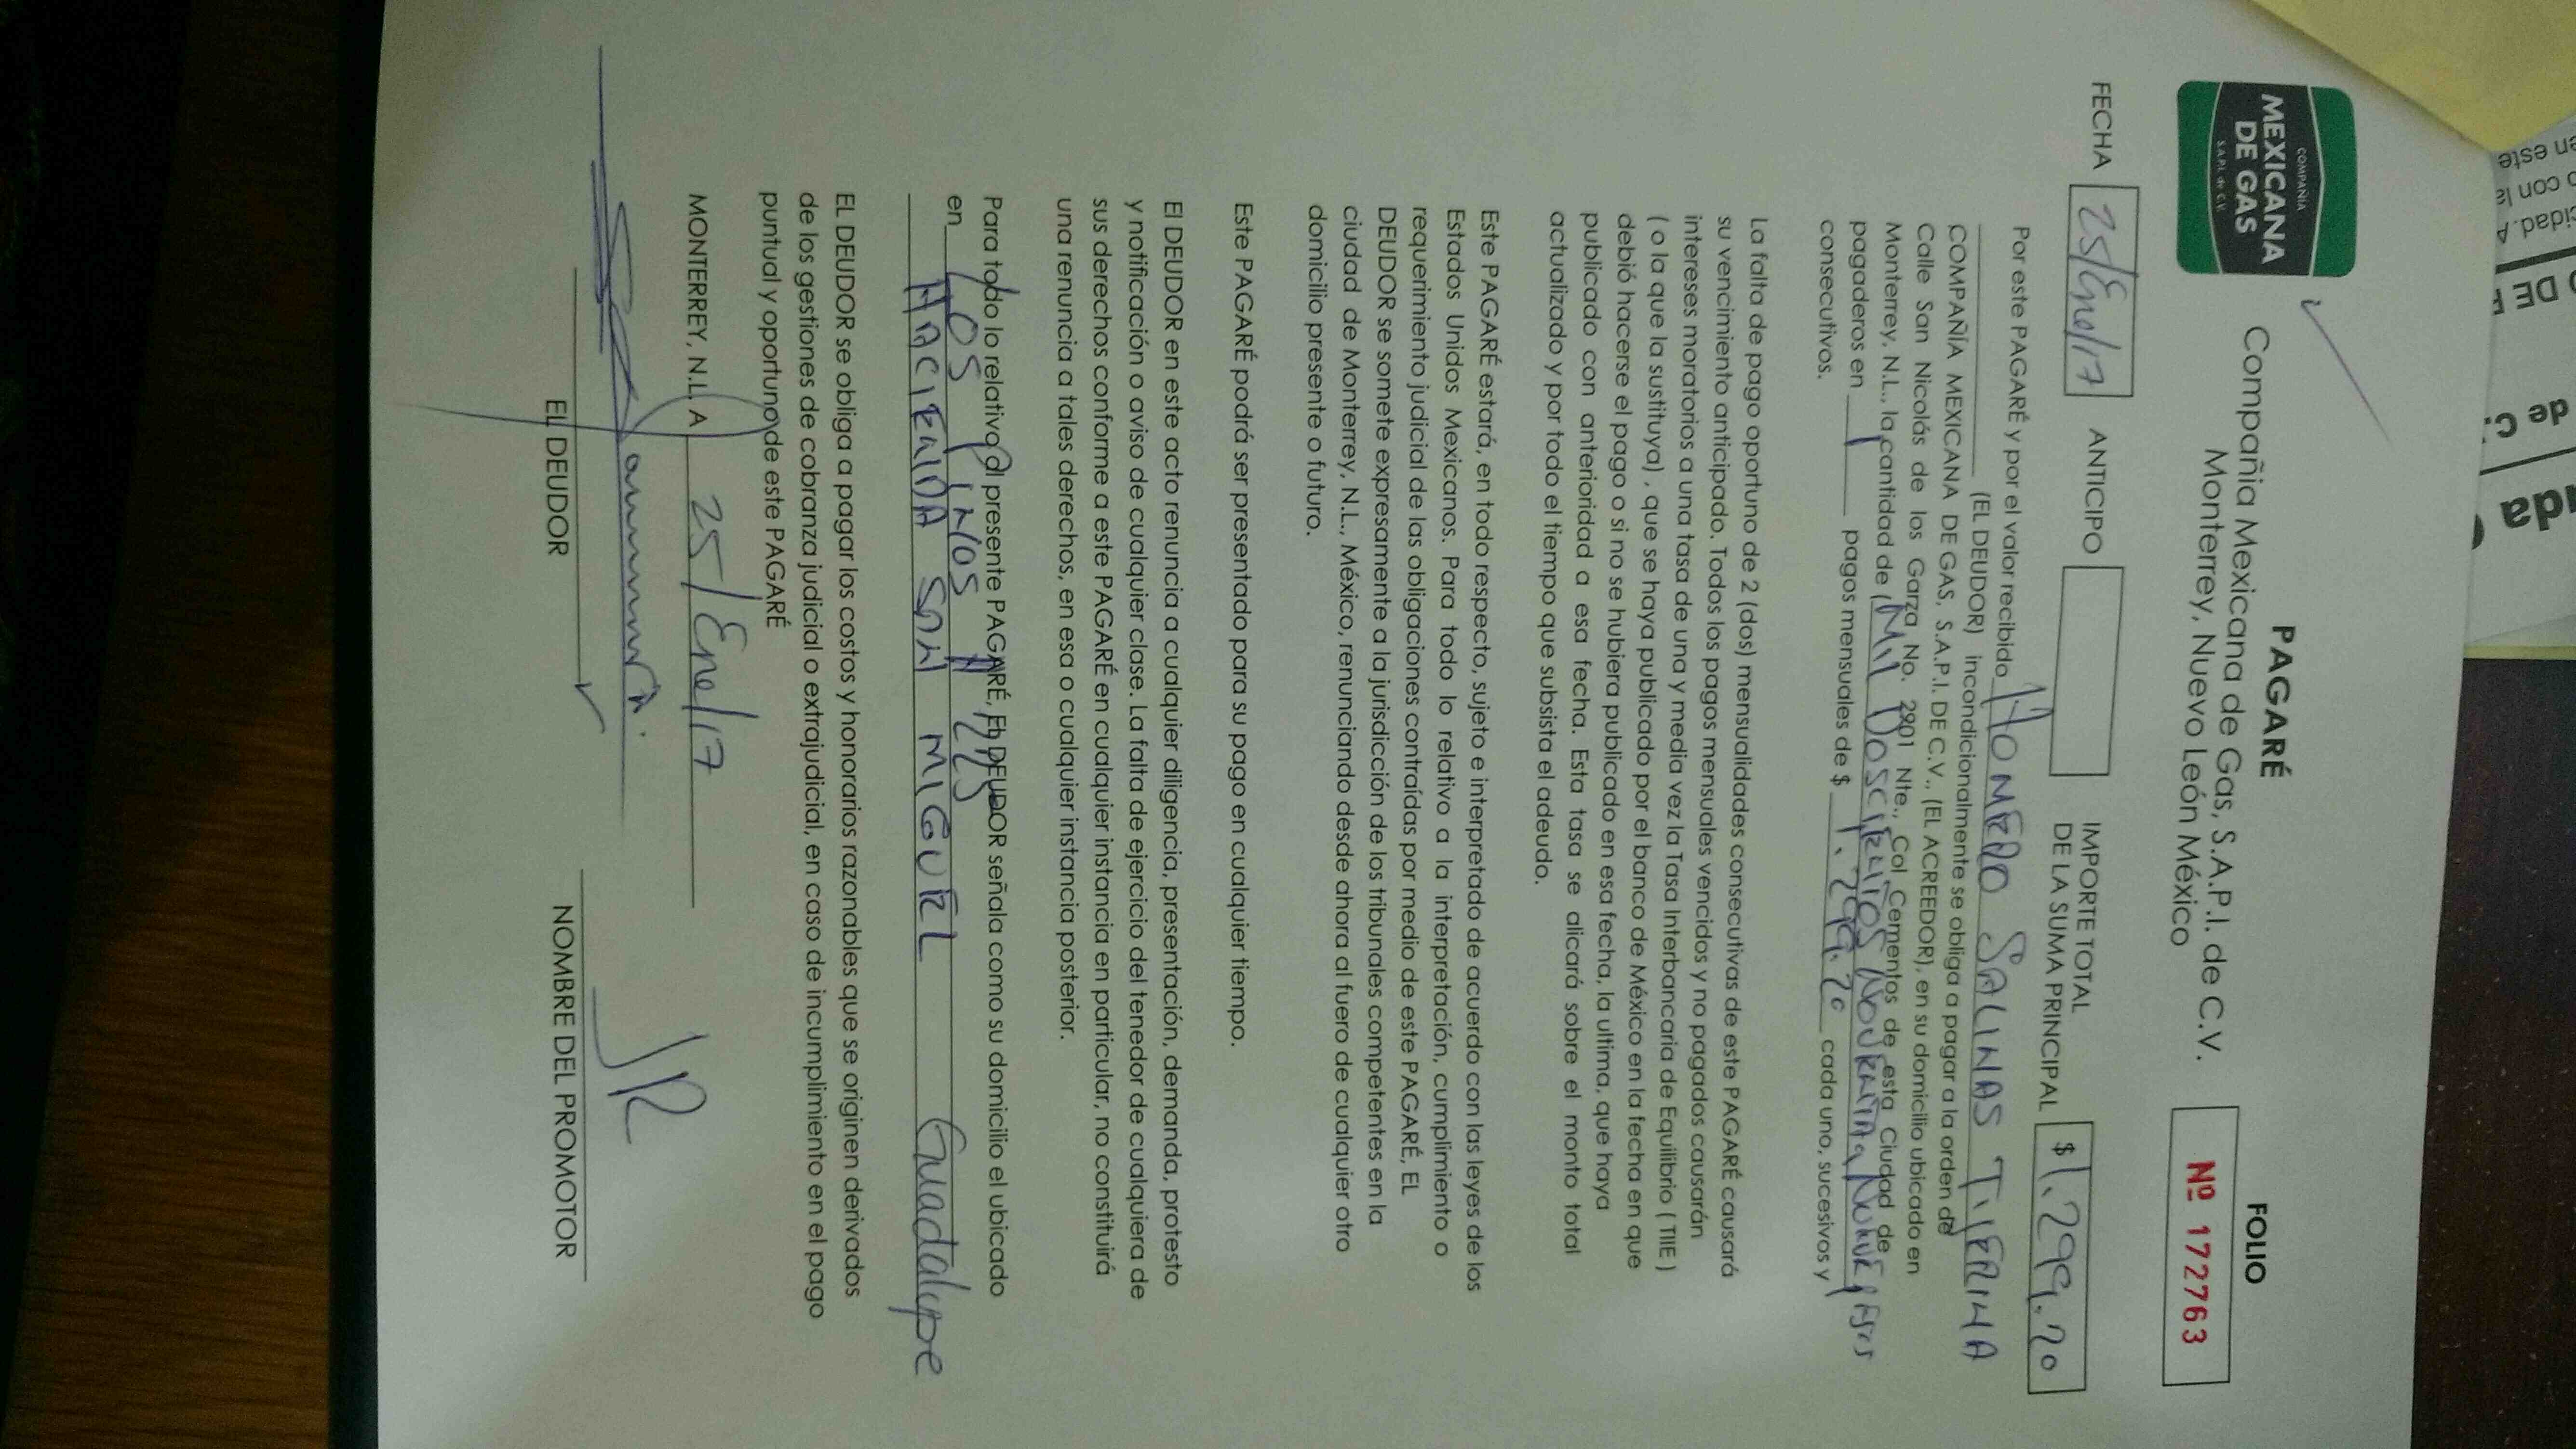 COMPAÑÍA
MEXICANA
DE GAS
S.A.P.I. de C.V.
PAGARÉ
Compañia Mexicana de Gas, S.A.P.I. de C.V.
Monterrey, Nuevo León México
FOLIO
Nº 172763
FECHA 25/Ene/17 ANTICIPO IMPORTE TOTAL DE LA SUMA PRINCIPAL $ 1.299.20
Por este PAGARÉ y por el valor recibido HOMERO SALINAS TIJERINA
(EL DEUDOR) incondicionalmente se obliga a pagar a la orden de
COMPAÑÍA MEXICANA DE GAS, S.A.P.I. DE C.V., (EL ACREEDOR), en su domicilio ubicado en
Calle San Nicolás de los Garza No. 2901 Nte., Col Cementos de esta Ciudad de
Monterrey, N.L., la cantidad de (Mil Doscientos Noventa y Nueve pesos
pagaderos en 1 pagos mensuales de $ 1.299.20 cada uno, sucesivos y
consecutivos.
La falta de pago oportuno de 2 (dos) mensualidades consecutivas de este PAGARÉ causará
su vencimiento anticipado. Todos los pagos mensuales vencidos y no pagados causarán
intereses moratorios a una tasa de una y media vez la Tasa Interbancaria de Equilibrio ( TIIE )
( o la que la sustituya) , que se haya publicado por el banco de México en la fecha en que
debió hacerse el pago o si no se hubiera publicado en esa fecha, la ultima, que haya
publicado con anterioridad a esa fecha. Esta tasa se alicará sobre el monto total
actualizado y por todo el tiempo que subsista el adeudo.
Este PAGARÉ estará, en todo respecto, sujeto e interpretado de acuerdo con las leyes de los
Estados Unidos Mexicanos. Para todo lo relativo a la interpretación, cumplimiento o
requerimiento judicial de las obligaciones contraídas por medio de este PAGARÉ, EL
DEUDOR se somete expresamente a la jurisdicción de los tribunales competentes en la
ciudad de Monterrey, N.L., México, renunciando desde ahora al fuero de cualquier otro
domicilio presente o futuro.
Este PAGARÉ podrá ser presentado para su pago en cualquier tiempo.
El DEUDOR en este acto renuncia a cualquier diligencia, presentación, demanda, protesto
y notificación o aviso de cualquier clase. La falta de ejercicio del tenedor de cualquiera de
sus derechos conforme a este PAGARÉ en cualquier instancia en particular, no constituirá
una renuncia a tales derechos, en esa o cualquier instancia posterior.
Para todo lo relativo al presente PAGARÉ, El DEUDOR señala como su domicilio el ubicado
en LOS PINOS # 225
HACIENDA SAN MIGUEL Guadalupe
EL DEUDOR se obliga a pagar los costos y honorarios razonables que se originen derivados
de los gestiones de cobranza judicial o extrajudicial, en caso de incumplimiento en el pago
puntual y oportuno de este PAGARÉ
MONTERREY, N.L., A 25/Ene/17
JR
EL DEUDOR
NOMBRE DEL PROMOTOR